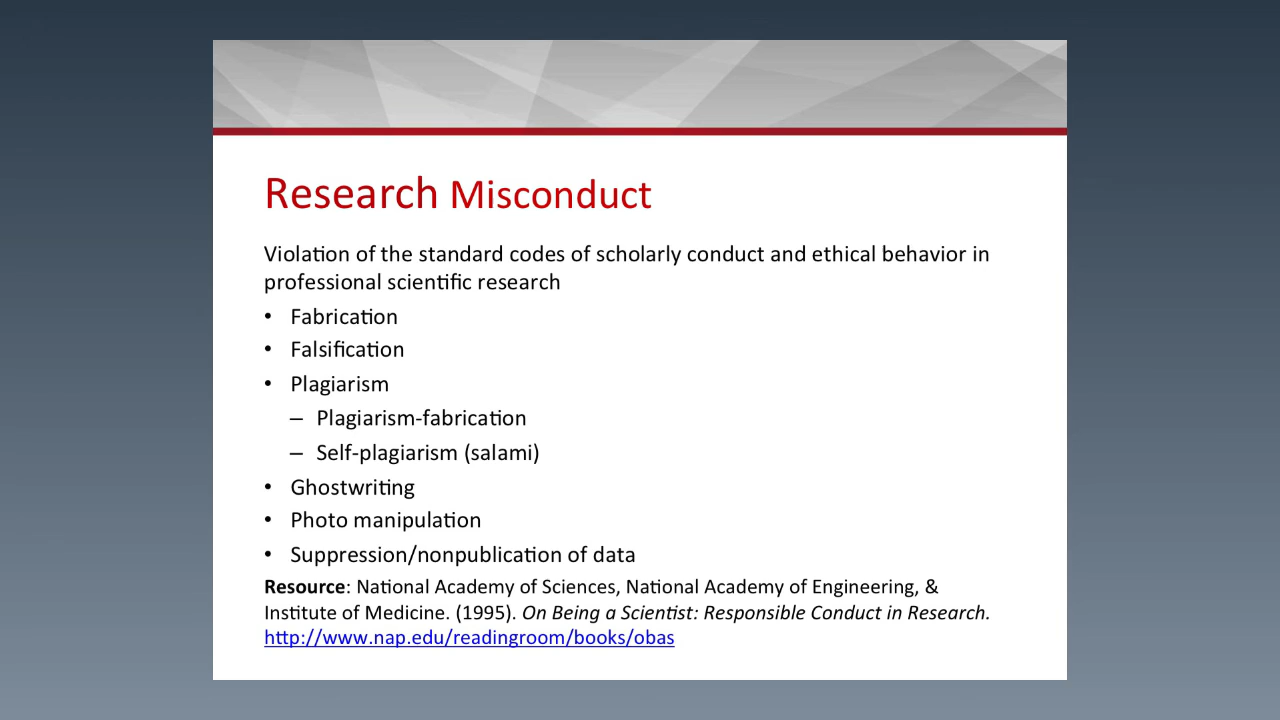 Research Misconduct
Violation of the standard codes of scholarly conduct and ethical behavior in
professional scientific research
• Fabrication
• Falsification
• Plagiarism
– Plagiarism-fabrication
– Self-plagiarism (salami)
• Ghostwriting
• Photo manipulation
• Suppression/nonpublication of data
Resource: National Academy of Sciences, National Academy of Engineering, &
Institute of Medicine. (1995). On Being a Scientist: Responsible Conduct in Research.
http://www.nap.edu/readingroom/books/obas